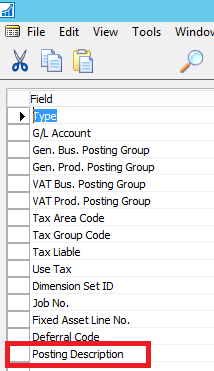 File Edit View Tools Window
Field
Type
G/L Account
Gen. Bus. Posting Group
Gen. Prod. Posting Group
VAT Bus. Posting Group
VAT Prod. Posting Group
Tax Area Code
Tax Group Code
Tax Liable
Use Tax
Dimension Set ID
Job No.
Fixed Asset Line No.
Deferral Code
Posting Description